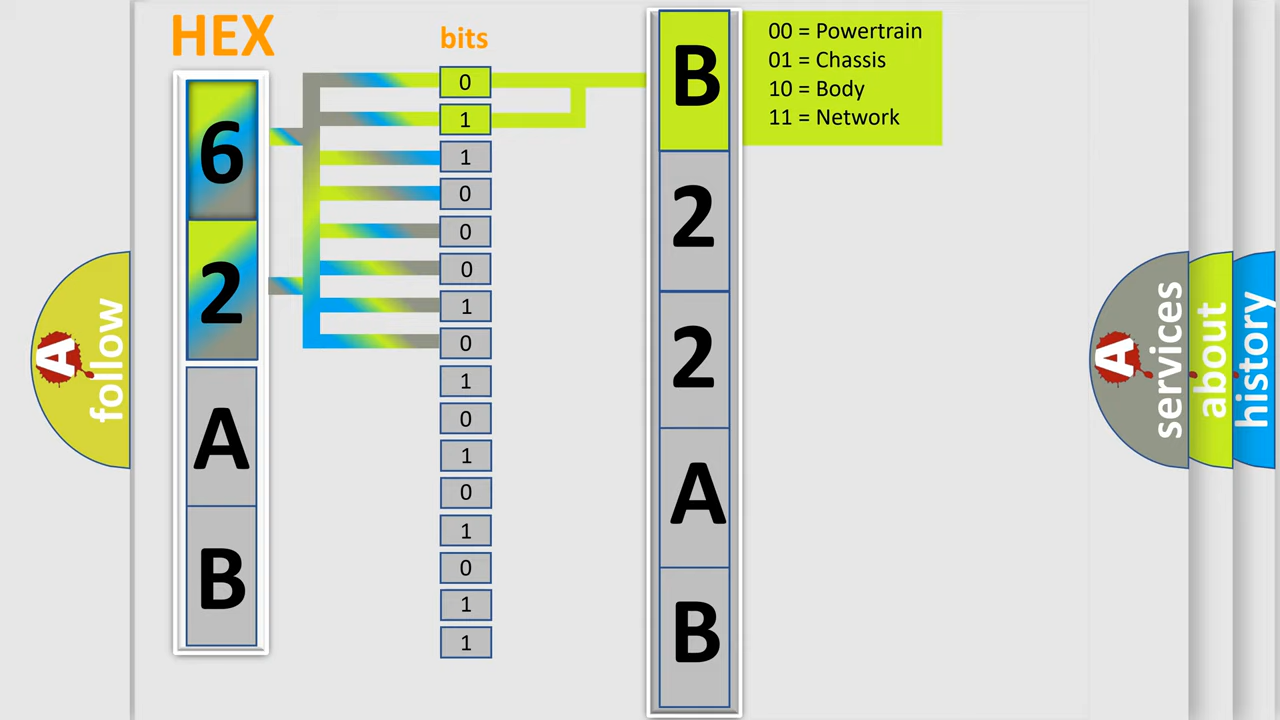 HEX
bits
6
2
A
B
0
1
1
0
0
0
1
0
1
0
1
0
1
0
1
1
B
2
2
A
B
00 = Powertrain
01 = Chassis
10 = Body
11 = Network
A
follow
A
services
about
history